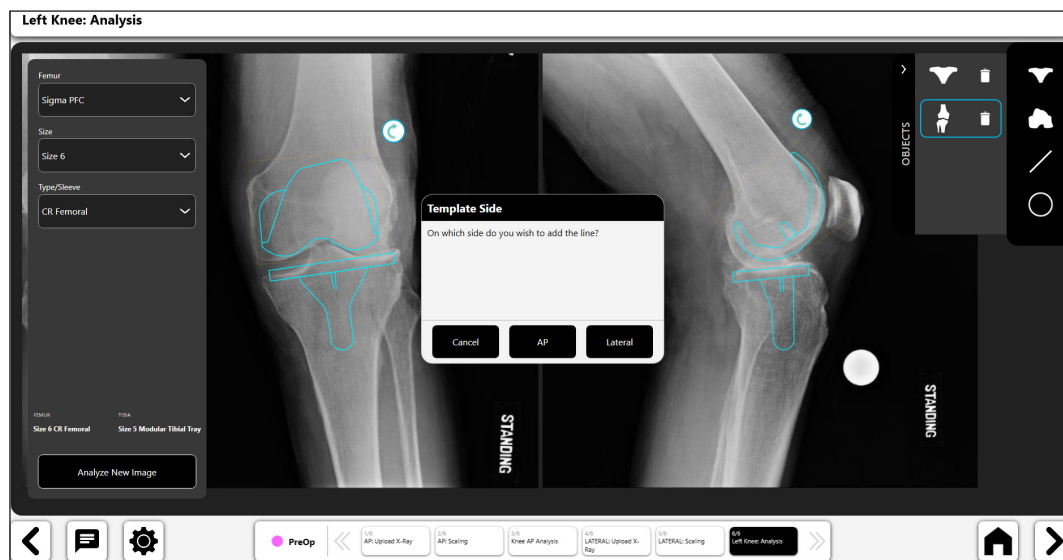 Left Knee: Analysis
Femur
Sigma PFC
Size
Size 6
Type/Sleeve
CR Femoral
FEMUR
TIBIA
Size 6 CR Femoral
Size 5 Modular Tibial Tray
Analyze New Image
Template Side
On which side do you wish to add the line?
Cancel
AP
Lateral
OBJECTS
STANDING
STANDING
PreOp
1/6
AP: Upload X-Ray
2/6
AP: Scaling
3/6
Knee AP Analysis
4/6
LATERAL: Upload X-
Ray
5/6
LATERAL: Scaling
6/6
Left Knee: Analysis